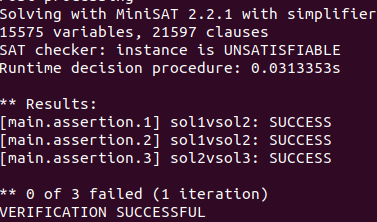 Solving with MiniSAT 2.2.1 with simplifier
15575 variables, 21597 clauses
SAT checker: instance is UNSATISFIABLE
Runtime decision procedure: 0.0313353s
** Results:
[main.assertion.1] sol1vsol2: SUCCESS
[main.assertion.2] sol1vsol2: SUCCESS
[main.assertion.3] sol2vsol3: SUCCESS
** 0 of 3 failed (1 iteration)
VERIFICATION SUCCESSFUL